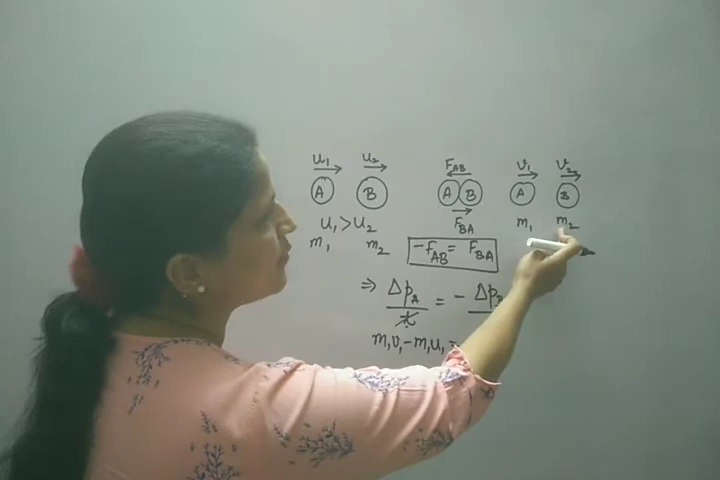 u₁ u₂ F_AB v₁ v₂
A B A B A B
F_BA
u₁ > u₂ m₁ m₂
m₁ m₂ -F_AB = F_BA
⇒ Δp_A / t = - Δp
m₁v₁ - m₁u₁ =